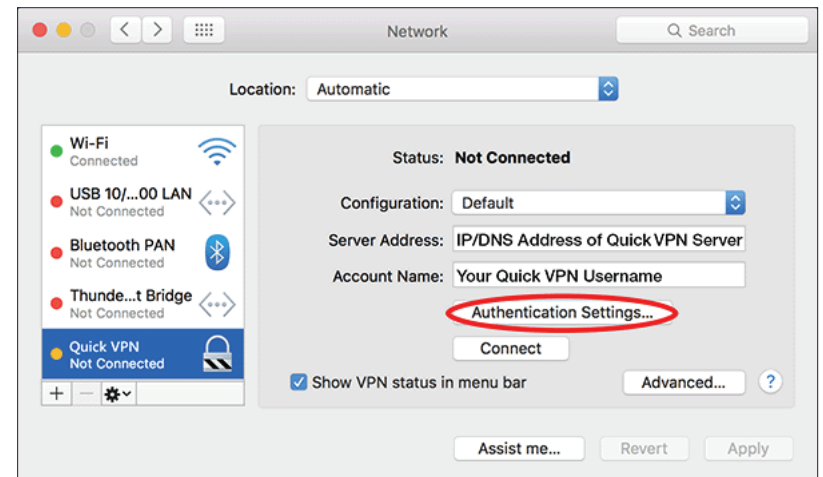 Network
Search
Location: Automatic
Wi-Fi
Connected
USB 10/...00 LAN
Not Connected
Bluetooth PAN
Not Connected
Thunde...t Bridge
Not Connected
Quick VPN
Not Connected
Status: Not Connected
Configuration: Default
Server Address: IP/DNS Address of Quick VPN Server
Account Name: Your Quick VPN Username
Authentication Settings...
Connect
Show VPN status in menu bar
Advanced... ?
Assist me... Revert Apply